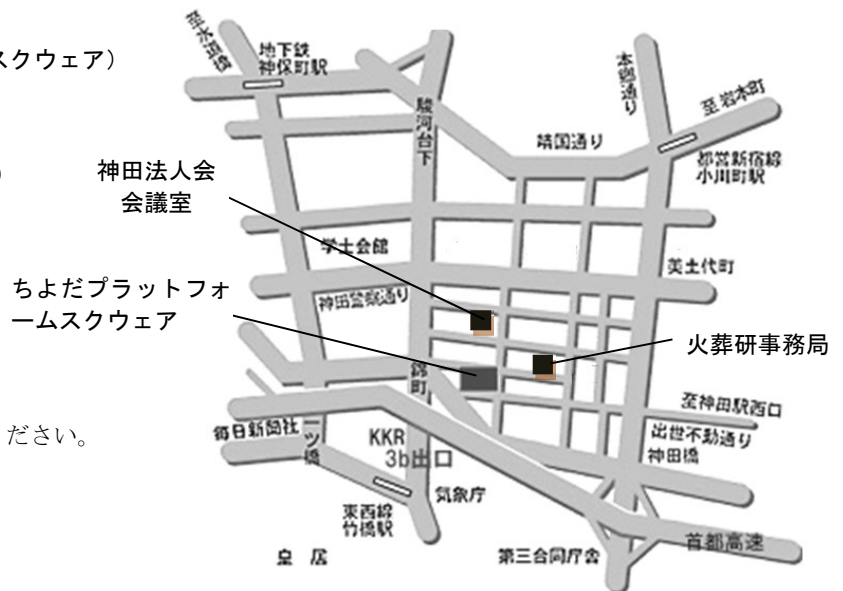 至水道橋
スクウェア）
地下鉄
神保町駅
駿河台下
本郷通り
至岩本町
靖国通り
都営新宿線
小川町駅
）
神田法人会
会議室
学士会館
美土代町
ちよだプラットフォ
ームスクウェア
神田警察通り
火葬研事務局
錦町
至神田駅西口
ださい。
毎日新聞社
一ツ橋
KKR
3b出口
出世不動通り
神田橋
気象庁
東西線
竹橋駅
首都高速
皇居
第三合同庁舎